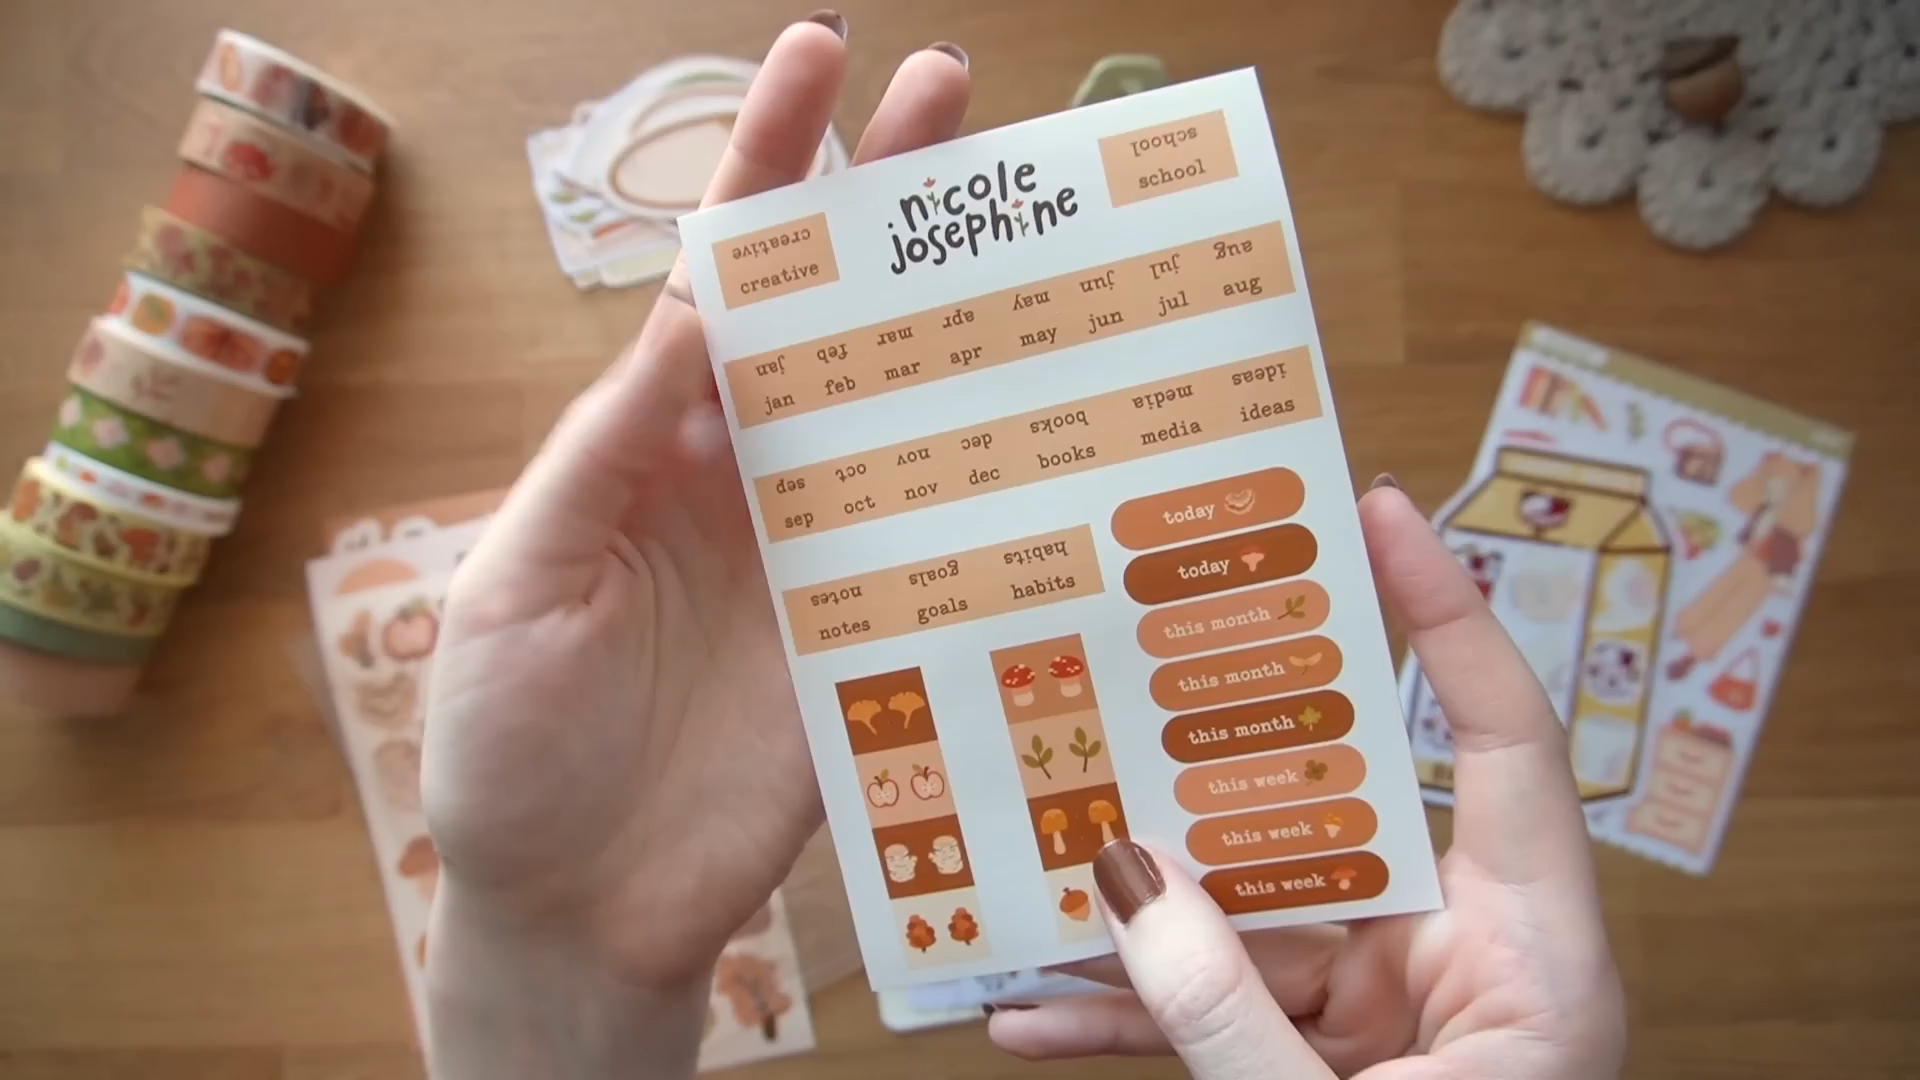 nicole
josephine
creative
creative
school
school
jan feb mar apr may jun jul aug
jan feb mar apr may jun jul aug
sep oct nov dec books media ideas
sep oct nov dec books media ideas
notes goals habits
notes goals habits
today
today
this month
this month
this month
this week
this week
this week